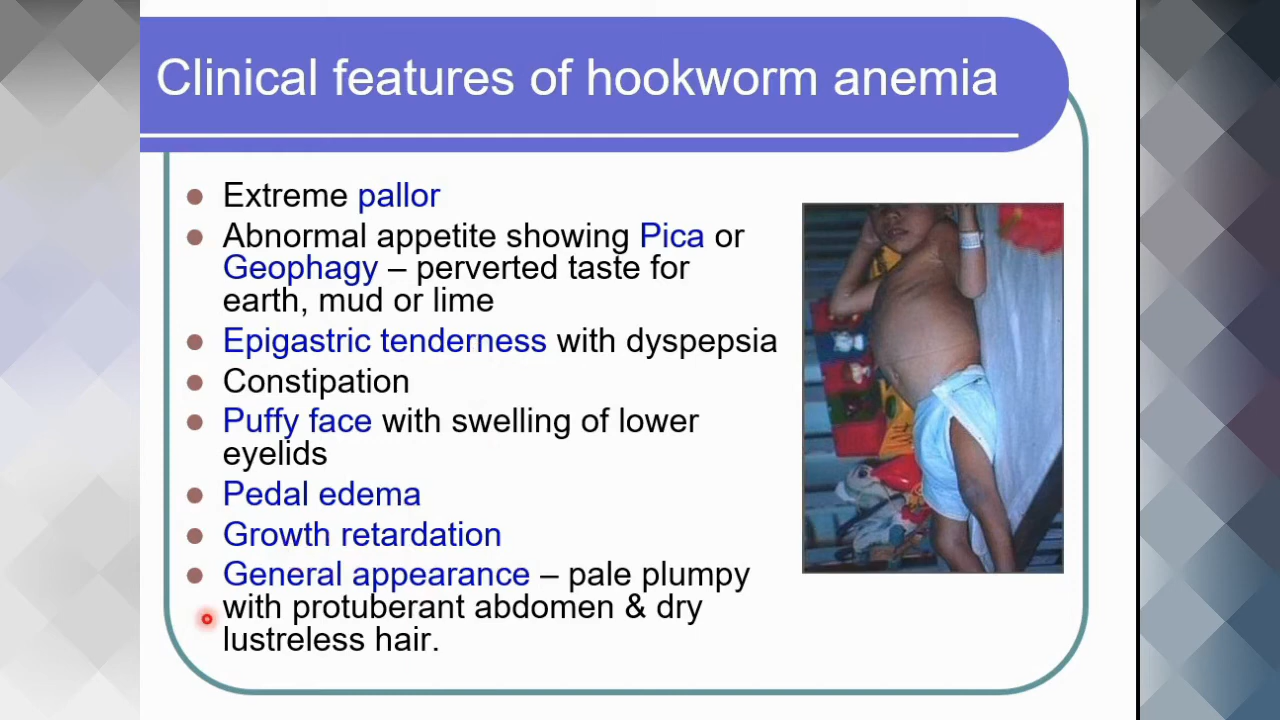 Clinical features of hookworm anemia
Extreme pallor
Abnormal appetite showing Pica or
Geophagy – perverted taste for
earth, mud or lime
Epigastric tenderness with dyspepsia
Constipation
Puffy face with swelling of lower
eyelids
Pedal edema
Growth retardation
General appearance – pale plumpy
with protuberant abdomen & dry
lustreless hair.